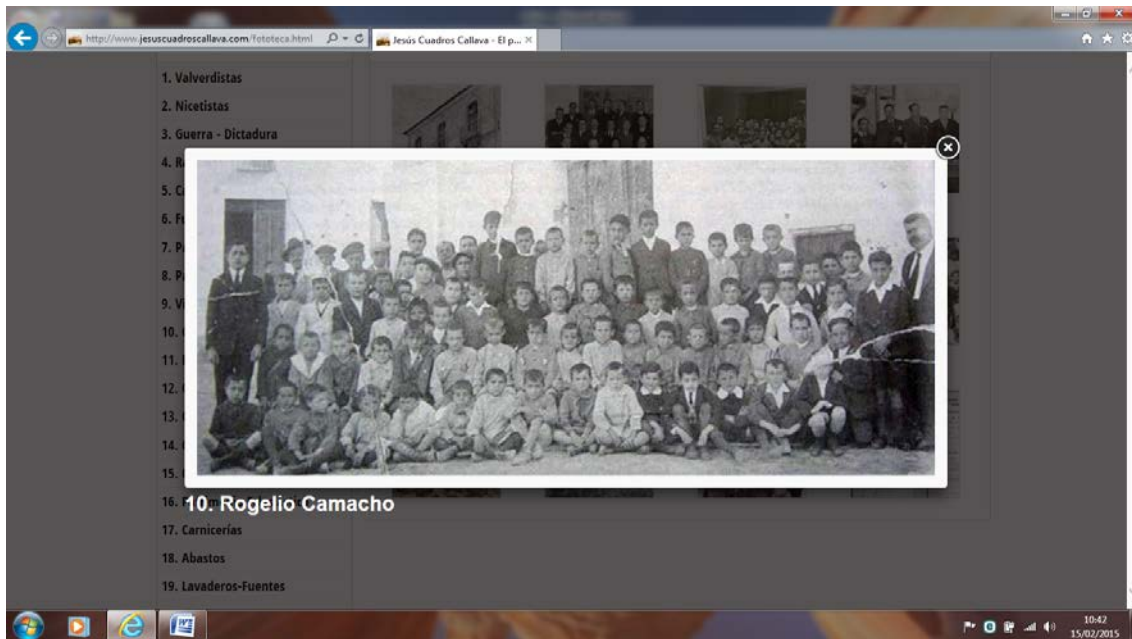 http://www.jesuscuadroscallava.com/fototeca.html
Jesús Cuadros Callava - El p...
1. Valverdistas
2. Nicetistas
3. Guerra - Dictadura
4.
5.
6.
7.
8.
9.
10.
11.
12.
13.
14.
15.
16.
10. Rogelio Camacho
17. Carnicerías
18. Abastos
19. Lavaderos-Fuentes
10:42
15/02/2015